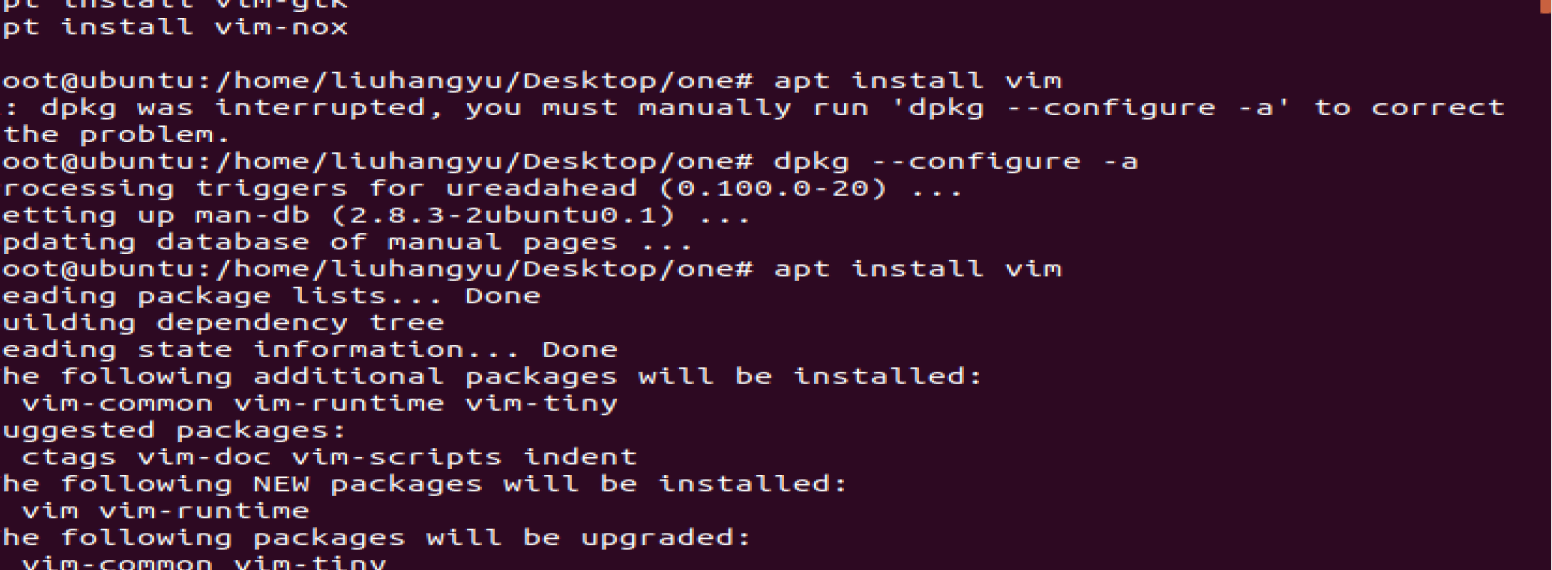 pt install vim-gtk
pt install vim-nox
oot@ubuntu:/home/liuhangyu/Desktop/one# apt install vim
: dpkg was interrupted, you must manually run 'dpkg --configure -a' to correct
the problem.
oot@ubuntu:/home/liuhangyu/Desktop/one# dpkg --configure -a
rocessing triggers for ureadahead (0.100.0-20) ...
etting up man-db (2.8.3-2ubuntu0.1) ...
pdating database of manual pages ...
oot@ubuntu:/home/liuhangyu/Desktop/one# apt install vim
eading package lists... Done
uilding dependency tree
eading state information... Done
he following additional packages will be installed:
vim-common vim-runtime vim-tiny
uggested packages:
ctags vim-doc vim-scripts indent
he following NEW packages will be installed:
vim vim-runtime
he following packages will be upgraded:
vim-common vim-tiny